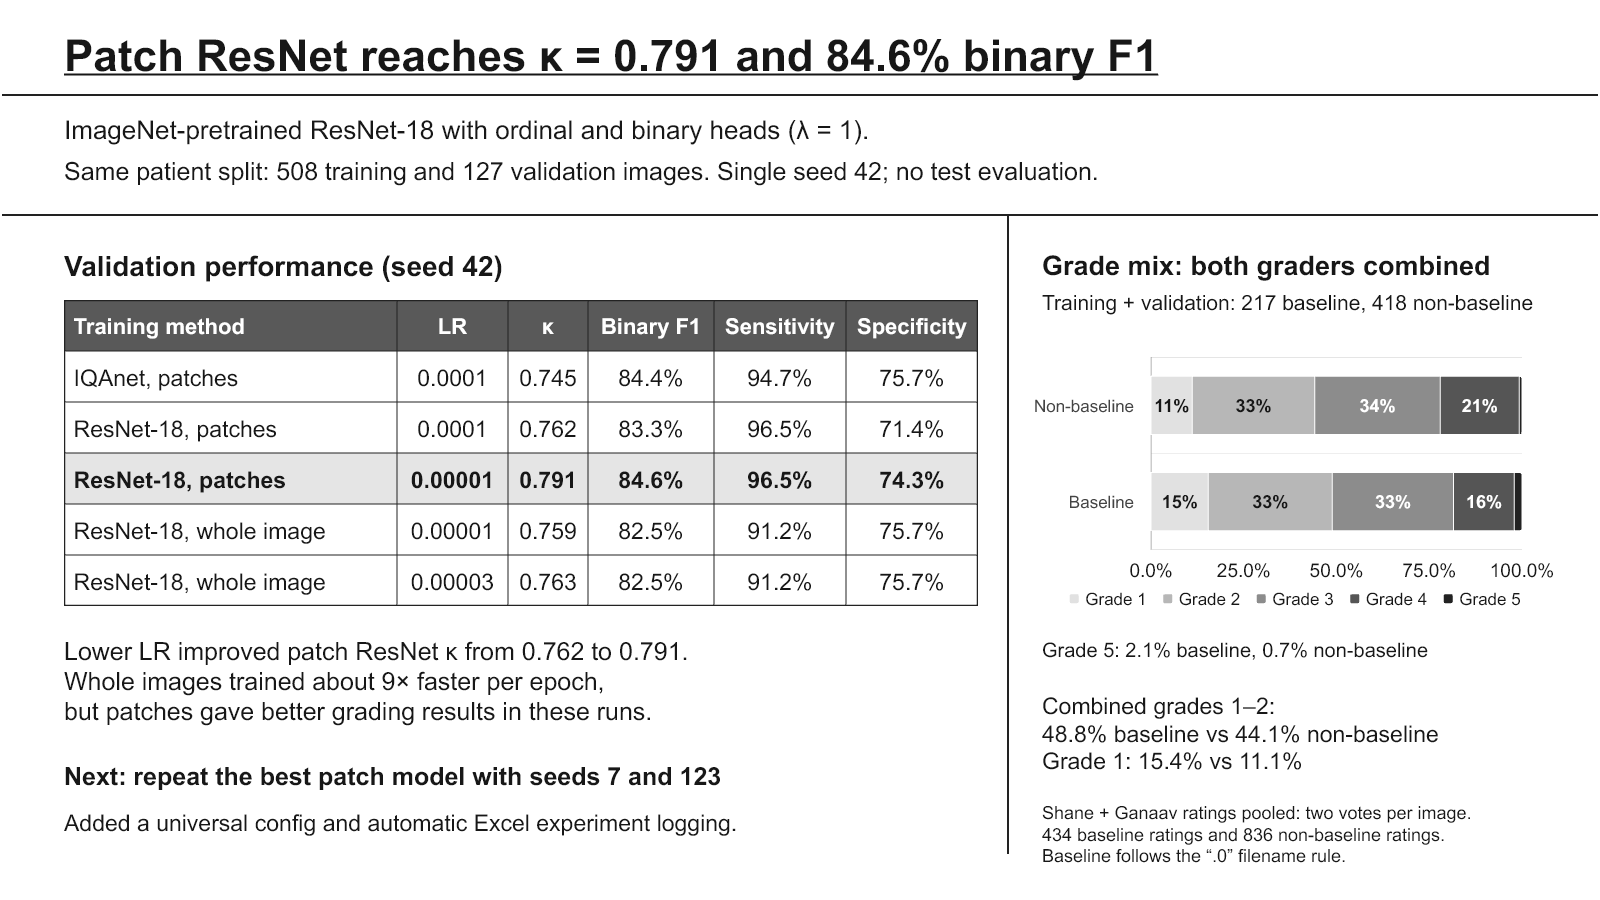 Patch ResNet reaches κ = 0.791 and 84.6% binary F1
ImageNet-pretrained ResNet-18 with ordinal and binary heads (λ = 1).
Same patient split: 508 training and 127 validation images. Single seed 42; no test evaluation.
Validation performance (seed 42)
Training method LR κ Binary F1 Sensitivity Specificity
IQAnet, patches 0.0001 0.745 84.4% 94.7% 75.7%
ResNet-18, patches 0.0001 0.762 83.3% 96.5% 71.4%
ResNet-18, patches 0.00001 0.791 84.6% 96.5% 74.3%
ResNet-18, whole image 0.00001 0.759 82.5% 91.2% 75.7%
ResNet-18, whole image 0.00003 0.763 82.5% 91.2% 75.7%
Lower LR improved patch ResNet κ from 0.762 to 0.791.
Whole images trained about 9× faster per epoch,
but patches gave better grading results in these runs.
Next: repeat the best patch model with seeds 7 and 123
Added a universal config and automatic Excel experiment logging.
Grade mix: both graders combined
Training + validation: 217 baseline, 418 non-baseline
Non-baseline 11% 33% 34% 21%
Baseline 15% 33% 33% 16%
0.0% 25.0% 50.0% 75.0% 100.0%
Grade 1 Grade 2 Grade 3 Grade 4 Grade 5
Grade 5: 2.1% baseline, 0.7% non-baseline
Combined grades 1–2:
48.8% baseline vs 44.1% non-baseline
Grade 1: 15.4% vs 11.1%
Shane + Ganaav ratings pooled: two votes per image.
434 baseline ratings and 836 non-baseline ratings.
Baseline follows the “.0” filename rule.